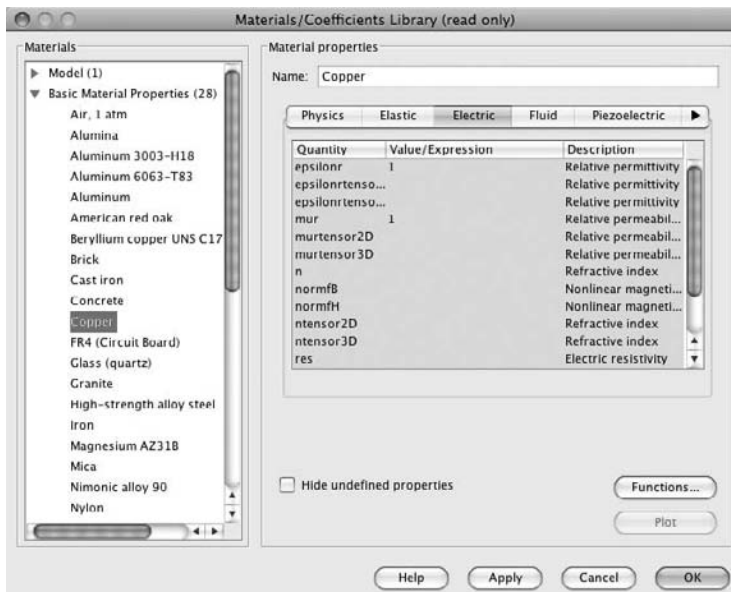 Materials/Coefficients Library (read only)
Materials
Model (1)
Basic Material Properties (28)
Air, 1 atm
Alumina
Aluminum 3003-H18
Aluminum 6063-T83
Aluminum
American red oak
Beryllium copper UNS C17
Brick
Cast iron
Concrete
Copper
FR4 (Circuit Board)
Glass (quartz)
Granite
High-strength alloy steel
Iron
Magnesium AZ31B
Mica
Nimonic alloy 90
Nylon
Material properties
Name: Copper
Physics Elastic Electric Fluid Piezoelectric
Quantity Value/Expression Description
epsilonr 1 Relative permittivity
epsilonrtenso... Relative permittivity
epsilonrtenso... Relative permittivity
mur 1 Relative permeabil...
murtensor2D Relative permeabil...
murtensor3D Relative permeabil...
n Refractive index
normfB Nonlinear magneti...
normfH Nonlinear magneti...
ntensor2D Refractive index
ntensor3D Refractive index
res Electric resistivity
Hide undefined properties
Functions...
Plot
Help Apply Cancel OK